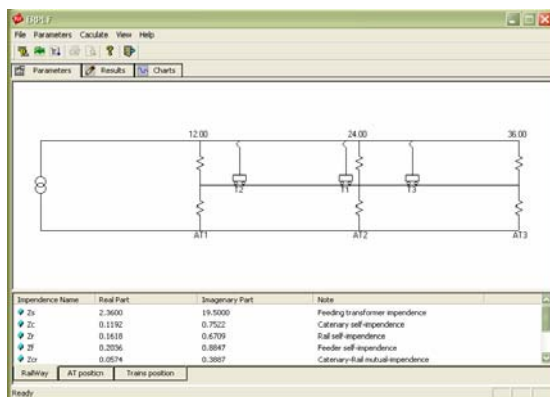 ERPLF
File Parameters Caculate View Help
Parameters Results Charts
12.00 24.00 36.00
T2 T1 T3
AT1 AT2 AT3
Impendence Name Real Part Imagenary Part Note
Zs 2.3600 19.5000 Feeding transformer impendence
Zc 0.1192 0.7522 Catenary self-impendence
Zr 0.1618 0.6709 Rail self-impendence
Zf 0.2036 0.8847 Feeder self-impendence
Zcr 0.0574 0.3887 Catenary-Rail mutual-impendence
RailWay AT position Trains position
Ready